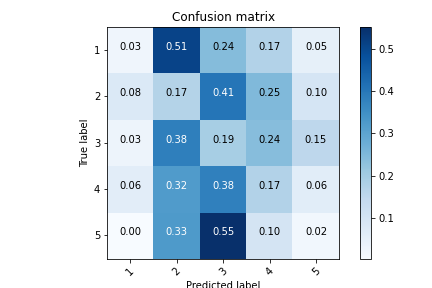 Confusion matrix
1 0.03 0.51 0.24 0.17 0.05
2 0.08 0.17 0.41 0.25 0.10
3 0.03 0.38 0.19 0.24 0.15
4 0.06 0.32 0.38 0.17 0.06
5 0.00 0.33 0.55 0.10 0.02
1 2 3 4 5
True label
Predicted label
0.5
0.4
0.3
0.2
0.1